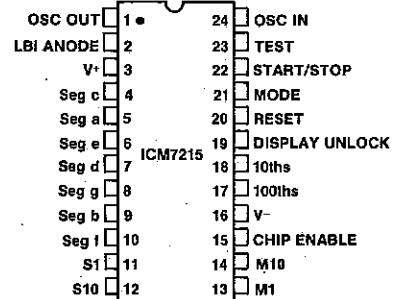 OSC OUT 1 24 OSC IN
LBI ANODE 2 23 TEST
V+ 3 22 START/STOP
Seg c 4 21 MODE
Seg a 5 20 RESET
Seg e 6 19 DISPLAY UNLOCK
ICM7215
Seg d 7 18 10ths
Seg g 8 17 100ths
Seg b 9 16 V−
Seg f 10 15 CHIP ENABLE
S1 11 14 M10
S10 12 13 M1